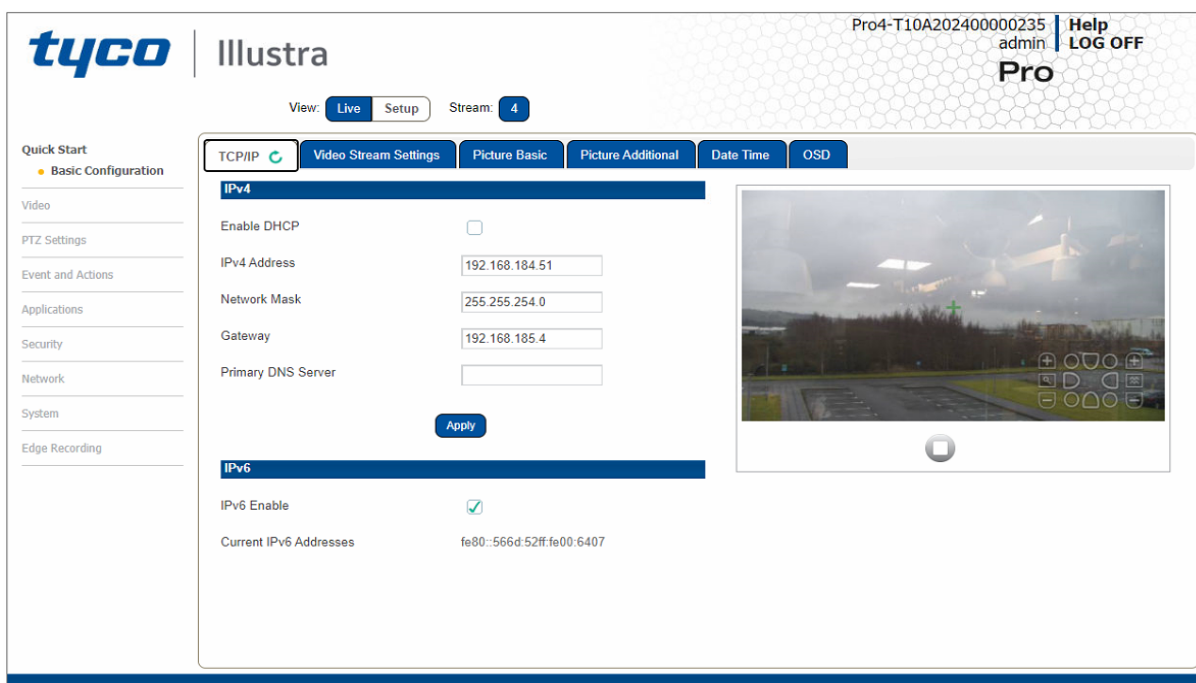 tyco
Illustra
Pro4-T10A202400000235
admin
Help
LOG OFF
Pro
View: Live Setup Stream: 4
Quick Start
Basic Configuration
Video
PTZ Settings
Event and Actions
Applications
Security
Network
System
Edge Recording
TCP/IP Video Stream Settings Picture Basic Picture Additional Date Time OSD
IPv4
Enable DHCP
IPv4 Address 192.168.184.51
Network Mask 255.255.254.0
Gateway 192.168.185.4
Primary DNS Server
Apply
IPv6
IPv6 Enable
Current IPv6 Addresses fe80::566d:52ff:fe00:6407